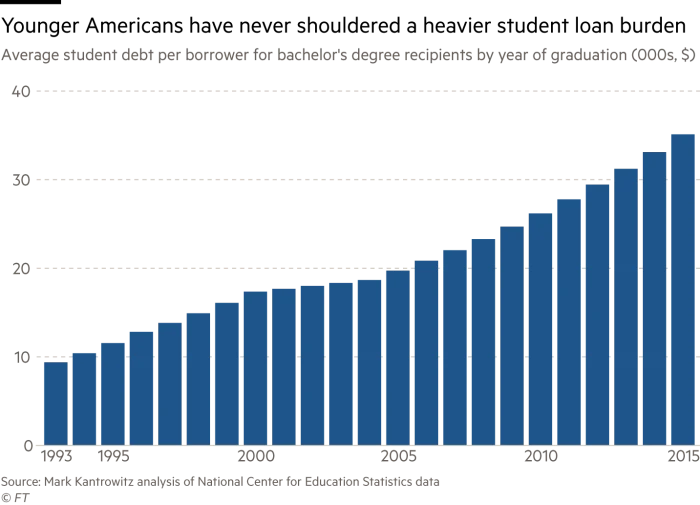 Younger Americans have never shouldered a heavier student loan burden
Average student debt per borrower for bachelor's degree recipients by year of graduation (000s, $)
40
30
20
10
0
1993 1995 2000 2005 2010 2015
Source: Mark Kantrowitz analysis of National Center for Education Statistics data
© FT